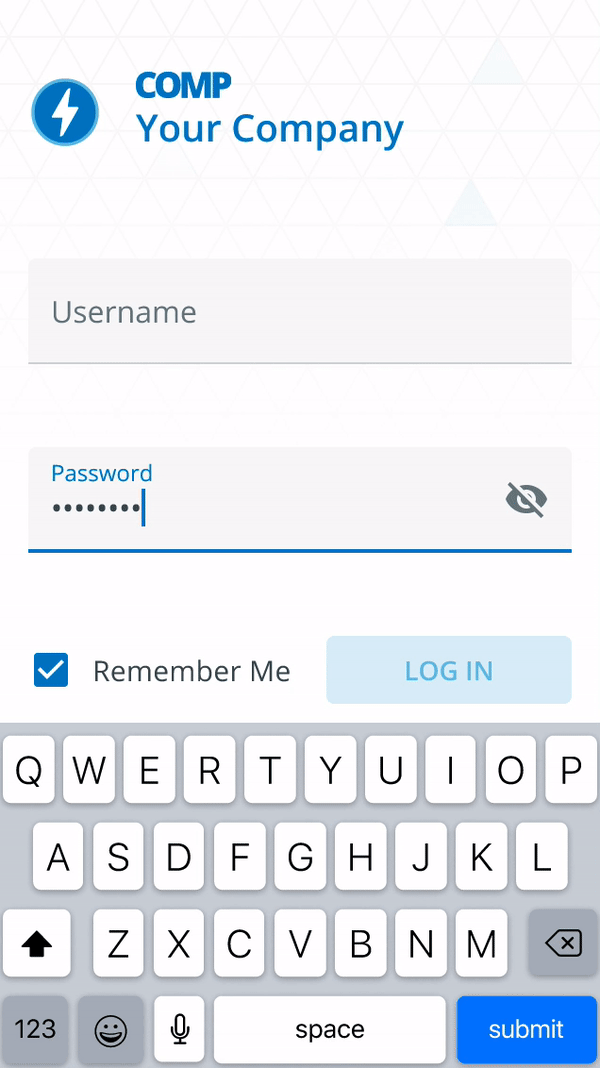 COMP
Your Company
Username
Password
••••••••
Remember Me
LOG IN
Q W E R T Y U I O P
A S D F G H J K L
Z X C V B N M
123
space
submit